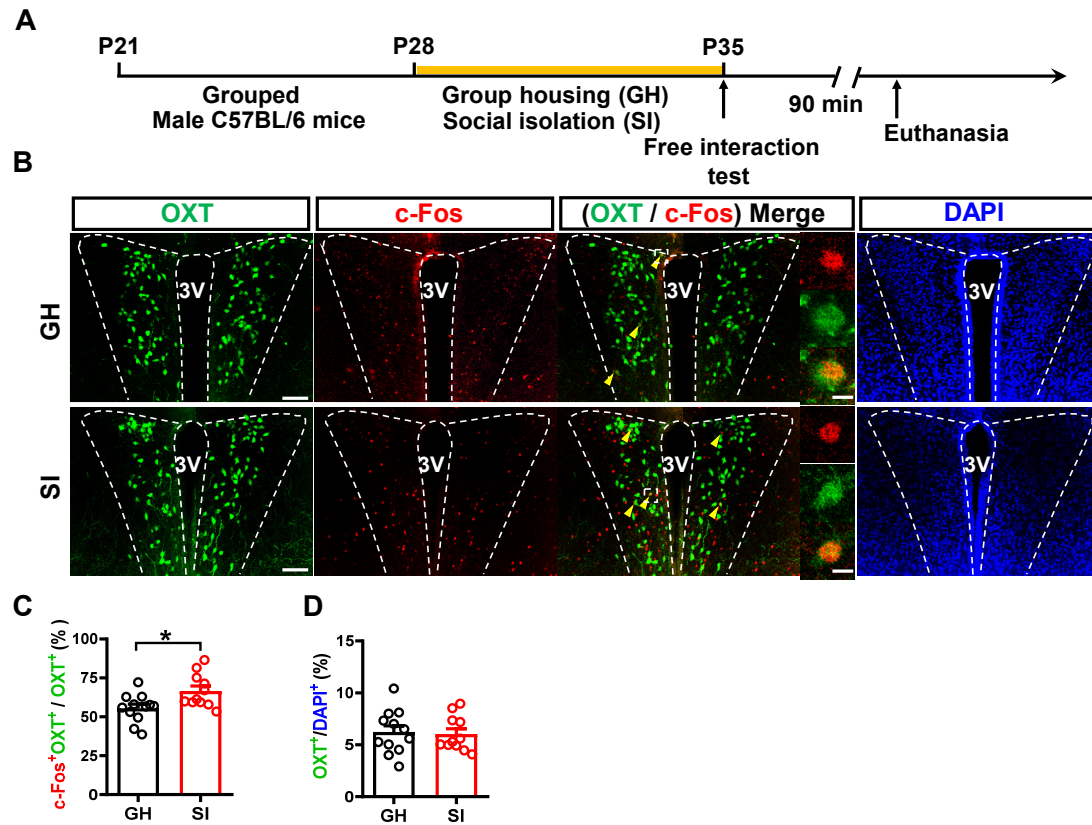 A
P21 P28 P35
Grouped
Male C57BL/6 mice
Group housing (GH)
Social isolation (SI)
90 min
Free interaction
test
Euthanasia
B
OXT c-Fos (OXT / c-Fos) Merge DAPI
GH
3V 3V 3V 3V
SI
3V 3V 3V 3V
C
c-Fos⁺OXT⁺ / OXT⁺ (%)
100
75
50
25
0
*
GH SI
D
OXT⁺/DAPI⁺ (%)
15
10
5
0
GH SI